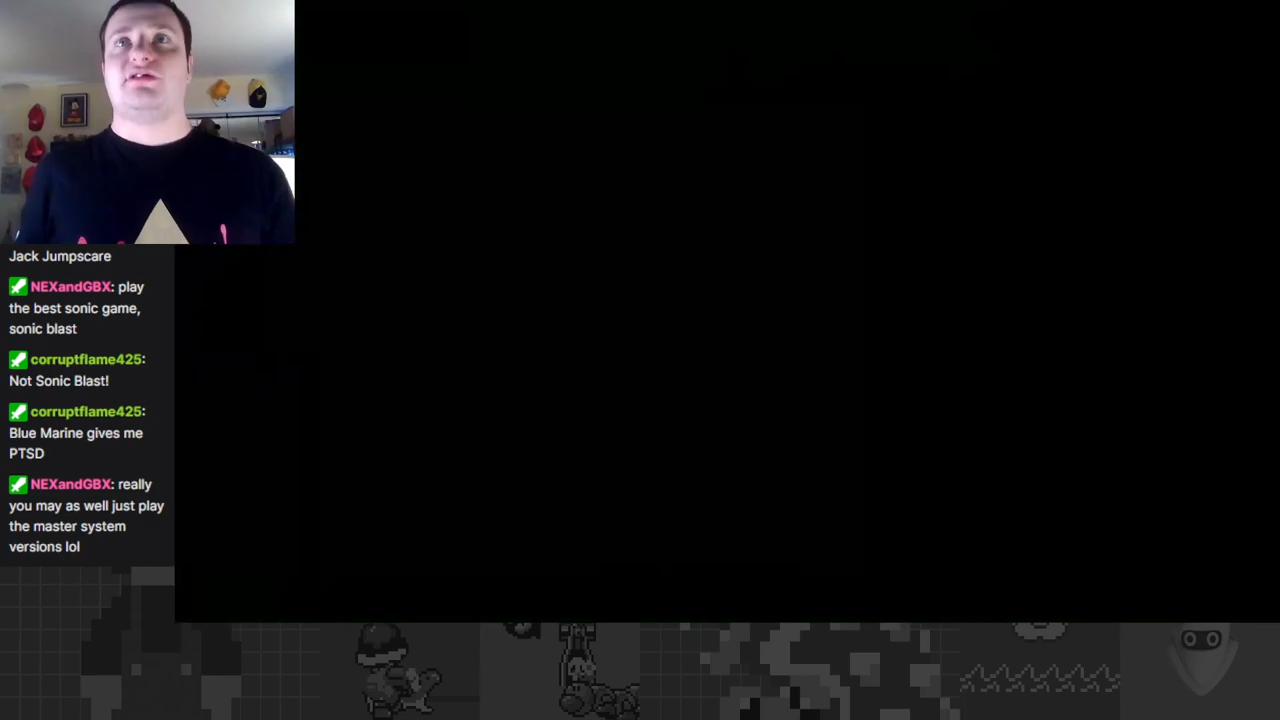 Jack Jumpscare
NEXandGBX: play
the best sonic game,
sonic blast
corruptflame425:
Not Sonic Blast!
corruptflame425:
Blue Marine gives me
PTSD
NEXandGBX: really
you may as well just play
the master system
versions lol